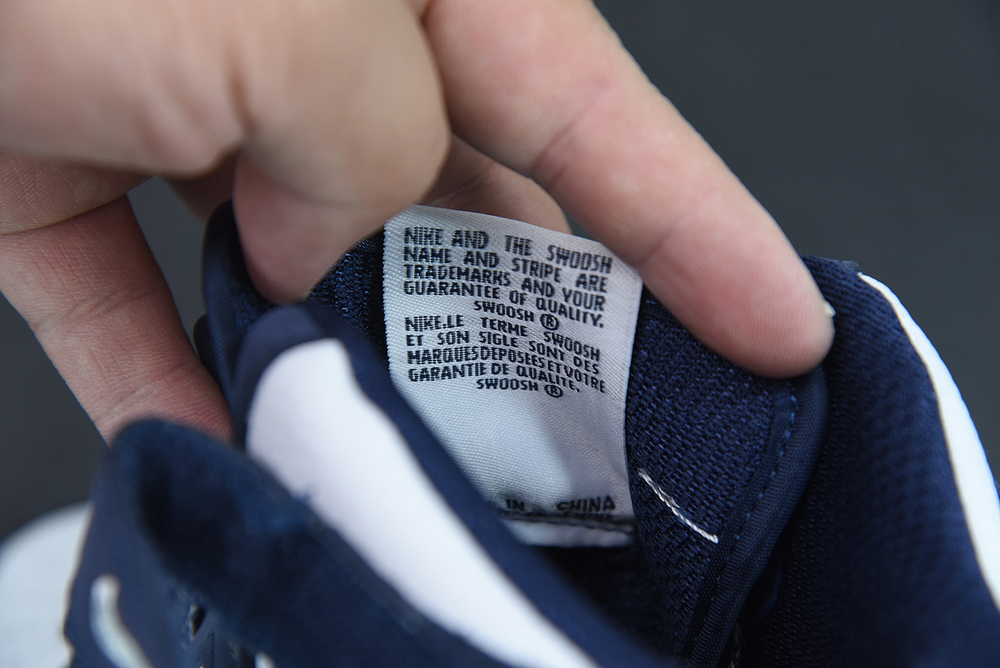 NIKE AND THE SWOOSH
NAME AND STRIPE ARE
TRADEMARKS AND YOUR
GUARANTEE OF QUALITY.
SWOOSH ®
NIKE.LE TERME SWOOSH
ET SON SIGLE SONT DES
MARQUESDEPOSEESETVOTRE
GARANTIE DE QUALITE.
SWOOSH ®
IN CHINA